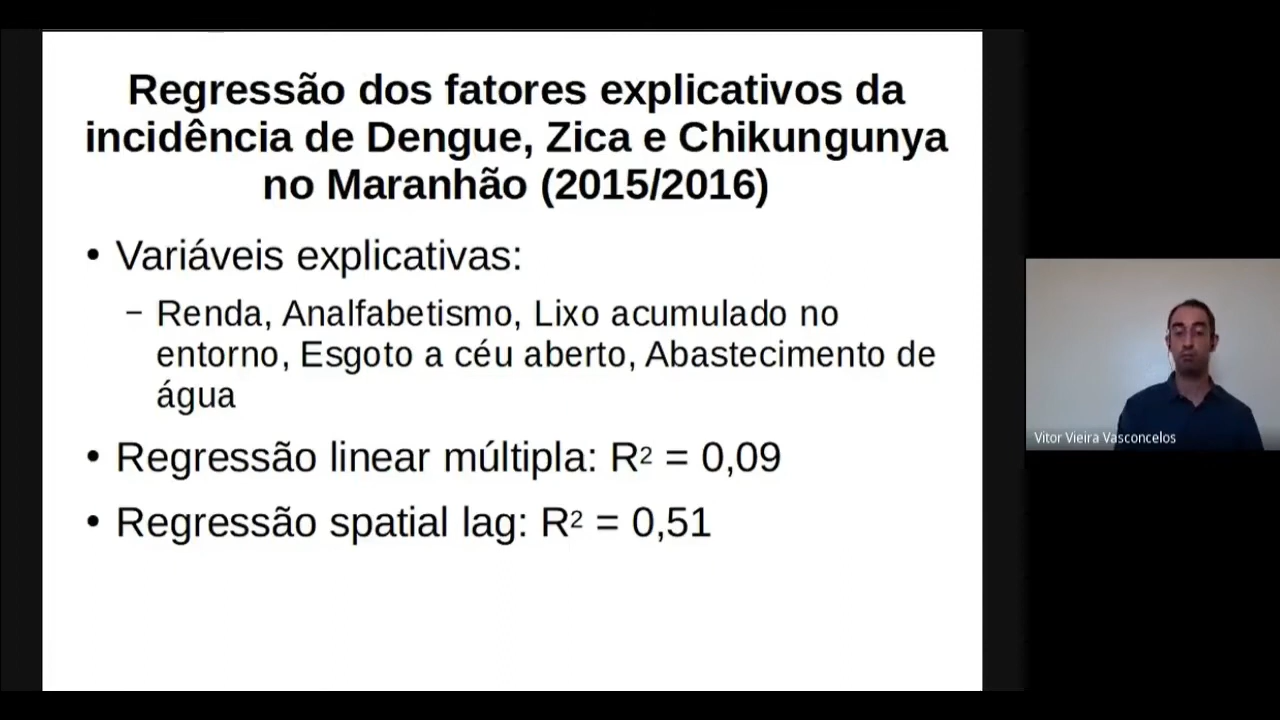 Regressão dos fatores explicativos da
incidência de Dengue, Zica e Chikungunya
no Maranhão (2015/2016)
• Variáveis explicativas:
– Renda, Analfabetismo, Lixo acumulado no
entorno, Esgoto a céu aberto, Abastecimento de
água
• Regressão linear múltipla: R² = 0,09
• Regressão spatial lag: R² = 0,51
Vitor Vieira Vasconcelos